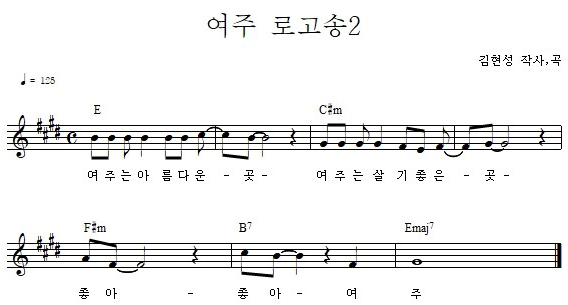 여주 로고송2
김현성 작사,곡
♩ = 128
E C#m
여 주 는 아 름 다 운 - 곳 - 여 주 는 살 기 좋 은 - 곳 -
F#m B7 Emaj7
좋 아 - 좋 아 - 여 주